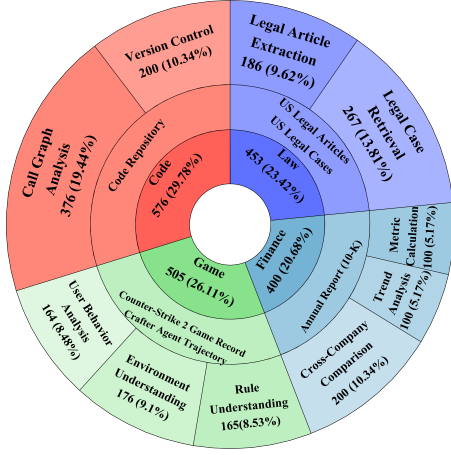 Version Control
200 (10.34%)
Legal Article
Extraction
186 (9.62%)
Legal Case
Retrieval
267 (13.81%)
Call Graph
Analysis
376 (19.44%)
Code Repository
US Legal Ariticles
US Legal Cases
Code
576 (29.78%)
Law
453 (23.42%)
Finance
400 (20.68%)
Game
505 (26.11%)
Annual Report (10-K)
Metric
Calculation
100 (5.17%)
Trend
Analysis
100 (5.17%)
Cross-Company
Comparison
200 (10.34%)
Counter-Strike 2 Game Record
Crafter Agent Trajectory
User Behavior
Analysis
164 (8.48%)
Environment
Understanding
176 (9.1%)
Rule
Understanding
165(8.53%)